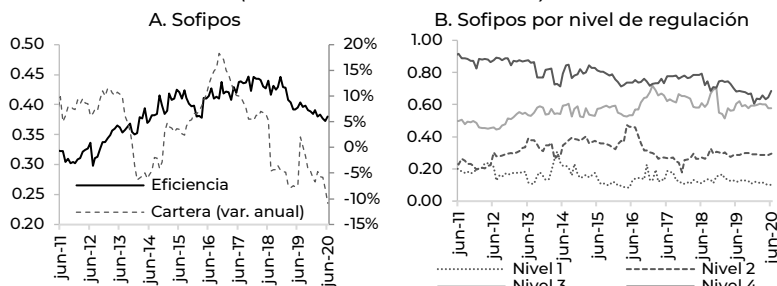 A. Sofipos
0.50
0.45
0.40
0.35
0.30
0.25
0.20
20%
15%
10%
5%
0%
-5%
-10%
-15%
Eficiencia
Cartera (var. anual)
jun-11
jun-12
jun-13
jun-14
jun-15
jun-16
jun-17
jun-18
jun-19
jun-20
B. Sofipos por nivel de regulación
1.00
0.80
0.60
0.40
0.20
0.00
jun-11
jun-12
jun-13
jun-14
jun-15
jun-16
jun-17
jun-18
jun-19
jun-20
Nivel 1
Nivel 2
Nivel 3
Nivel 4